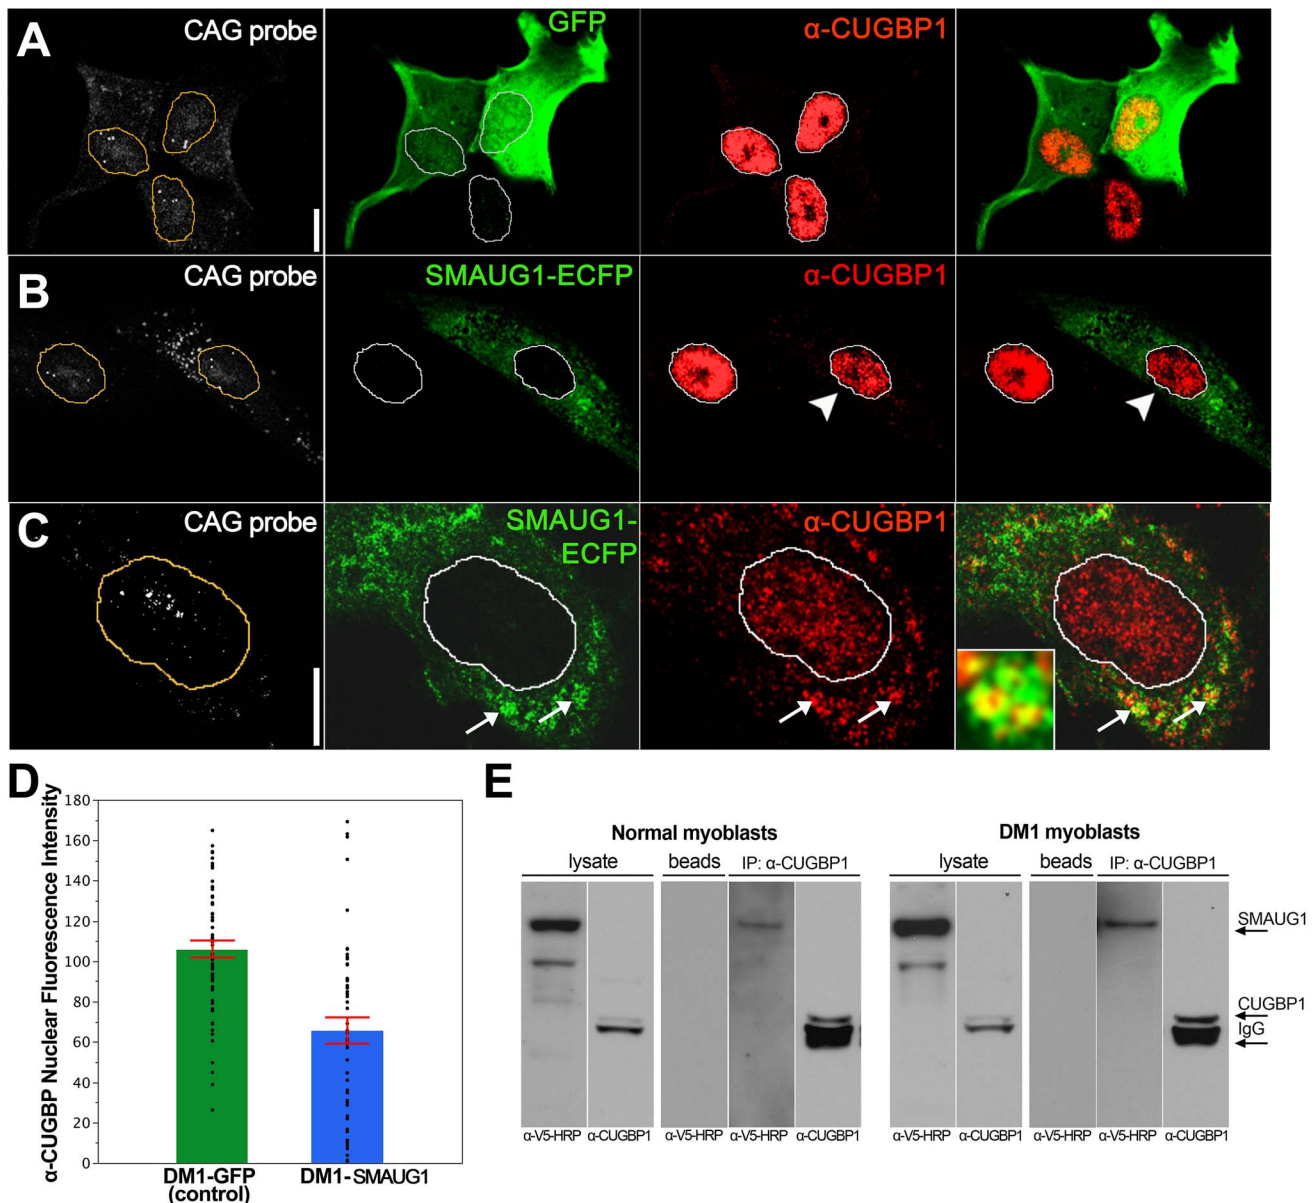 A
CAG probe
GFP
α-CUGBP1
B
CAG probe
SMAUG1-ECFP
α-CUGBP1
C
CAG probe
SMAUG1-
ECFP
α-CUGBP1
D
α-CUGBP Nuclear Fluorescence Intensity
180
160
140
120
100
80
60
40
20
0
DM1-GFP
(control)
DM1-SMAUG1
E
Normal myoblasts
lysate
beads
IP: α-CUGBP1
α-V5-HRP
α-CUGBP1
α-V5-HRP
α-V5-HRP
α-CUGBP1
DM1 myoblasts
lysate
beads
IP: α-CUGBP1
α-V5-HRP
α-CUGBP1
α-V5-HRP
α-V5-HRP
α-CUGBP1
SMAUG1
CUGBP1
IgG